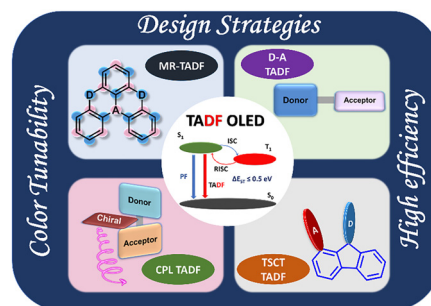 Design Strategies
Color Tunability
High efficiency
MR-TADF
D
D
A
D-A
TADF
Donor
Acceptor
TADF OLED
S1
ISC
T1
RISC
PF
TADF
ΔEST ≤ 0.5 eV
S0
Donor
Chiral
Acceptor
CPL TADF
A
D
TSCT
TADF